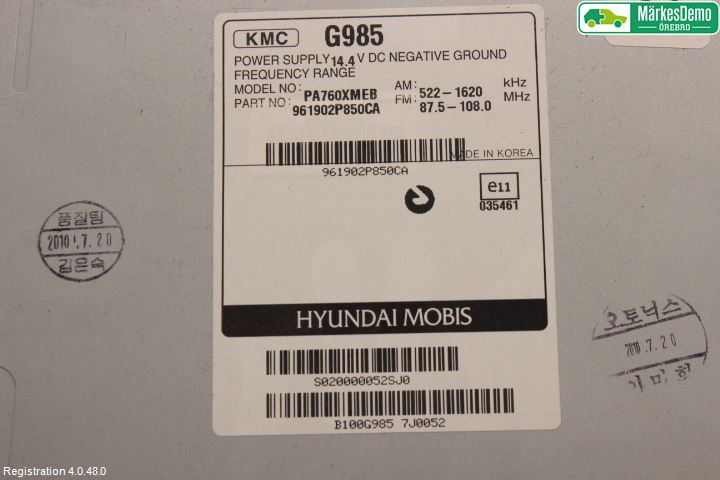 MärkesDemo
ÖREBRO
KMC G985
POWER SUPPLY 14.4 V DC NEGATIVE GROUND
FREQUENCY RANGE
MODEL NO : PA760XMEB AM : 522-1620 kHz
PART NO : 961902P850CA FM : 87.5-108.0 MHz
MADE IN KOREA
961902P850CA
e11
035461
품질팀
2010.7.20
김은숙
HYUNDAI MOBIS
오토닉스
2010.7.20
S020000052SJ0
B100G985 7J0052
Registration 4.0.48.0